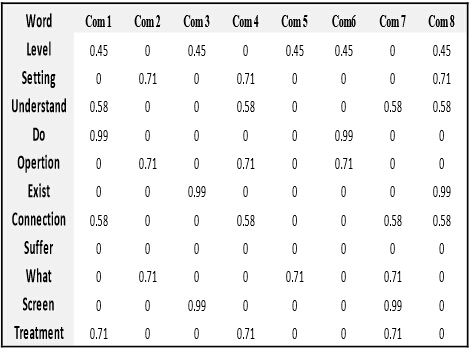 Word Com 1 Com 2 Com 3 Com 4 Com 5 Com6 Com 7 Com 8
Level 0.45 0 0.45 0 0.45 0.45 0 0.45
Setting 0 0.71 0 0.71 0 0 0 0.71
Understand 0.58 0 0 0.58 0 0 0.58 0.58
Do 0.99 0 0 0 0 0.99 0 0
Opertion 0 0.71 0 0.71 0 0.71 0 0
Exist 0 0 0.99 0 0 0 0 0.99
Connection 0.58 0 0 0.58 0 0 0.58 0.58
Suffer 0 0 0 0 0 0 0 0
What 0 0.71 0 0 0.71 0 0.71 0
Screen 0 0 0.99 0 0 0 0.99 0
Treatment 0.71 0 0 0.71 0 0 0.71 0